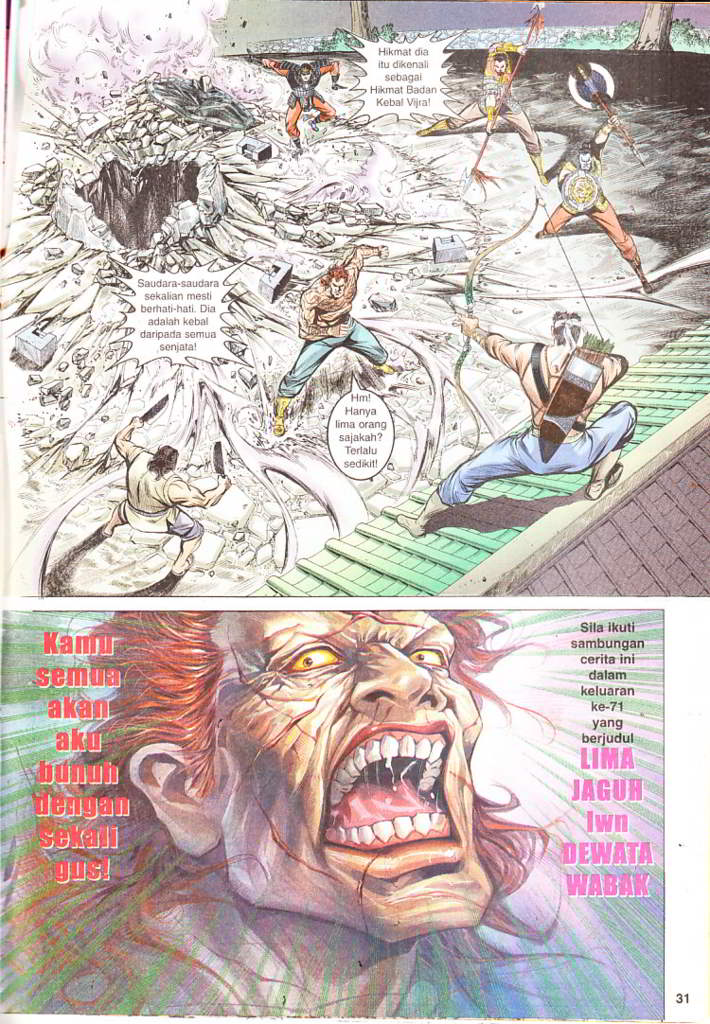 Hikmat dia
itu dikenali
sebagai
Hikmat Badan
Kebal Vijra!
Saudara-saudara
sekalian mesti
berhati-hati. Dia
adalah kebal
daripada semua
senjata!
Hm!
Hanya
lima orang
sajakah?
Terlalu
sedikit!
Kamu
semua
akan
aku
bunuh
dengan
sekali
gus!
Sila ikuti
sambungan
cerita ini
dalam
keluaran
ke-71
yang
berjudul
LIMA
JAGUH
lwn
DEWATA
WABAK
31